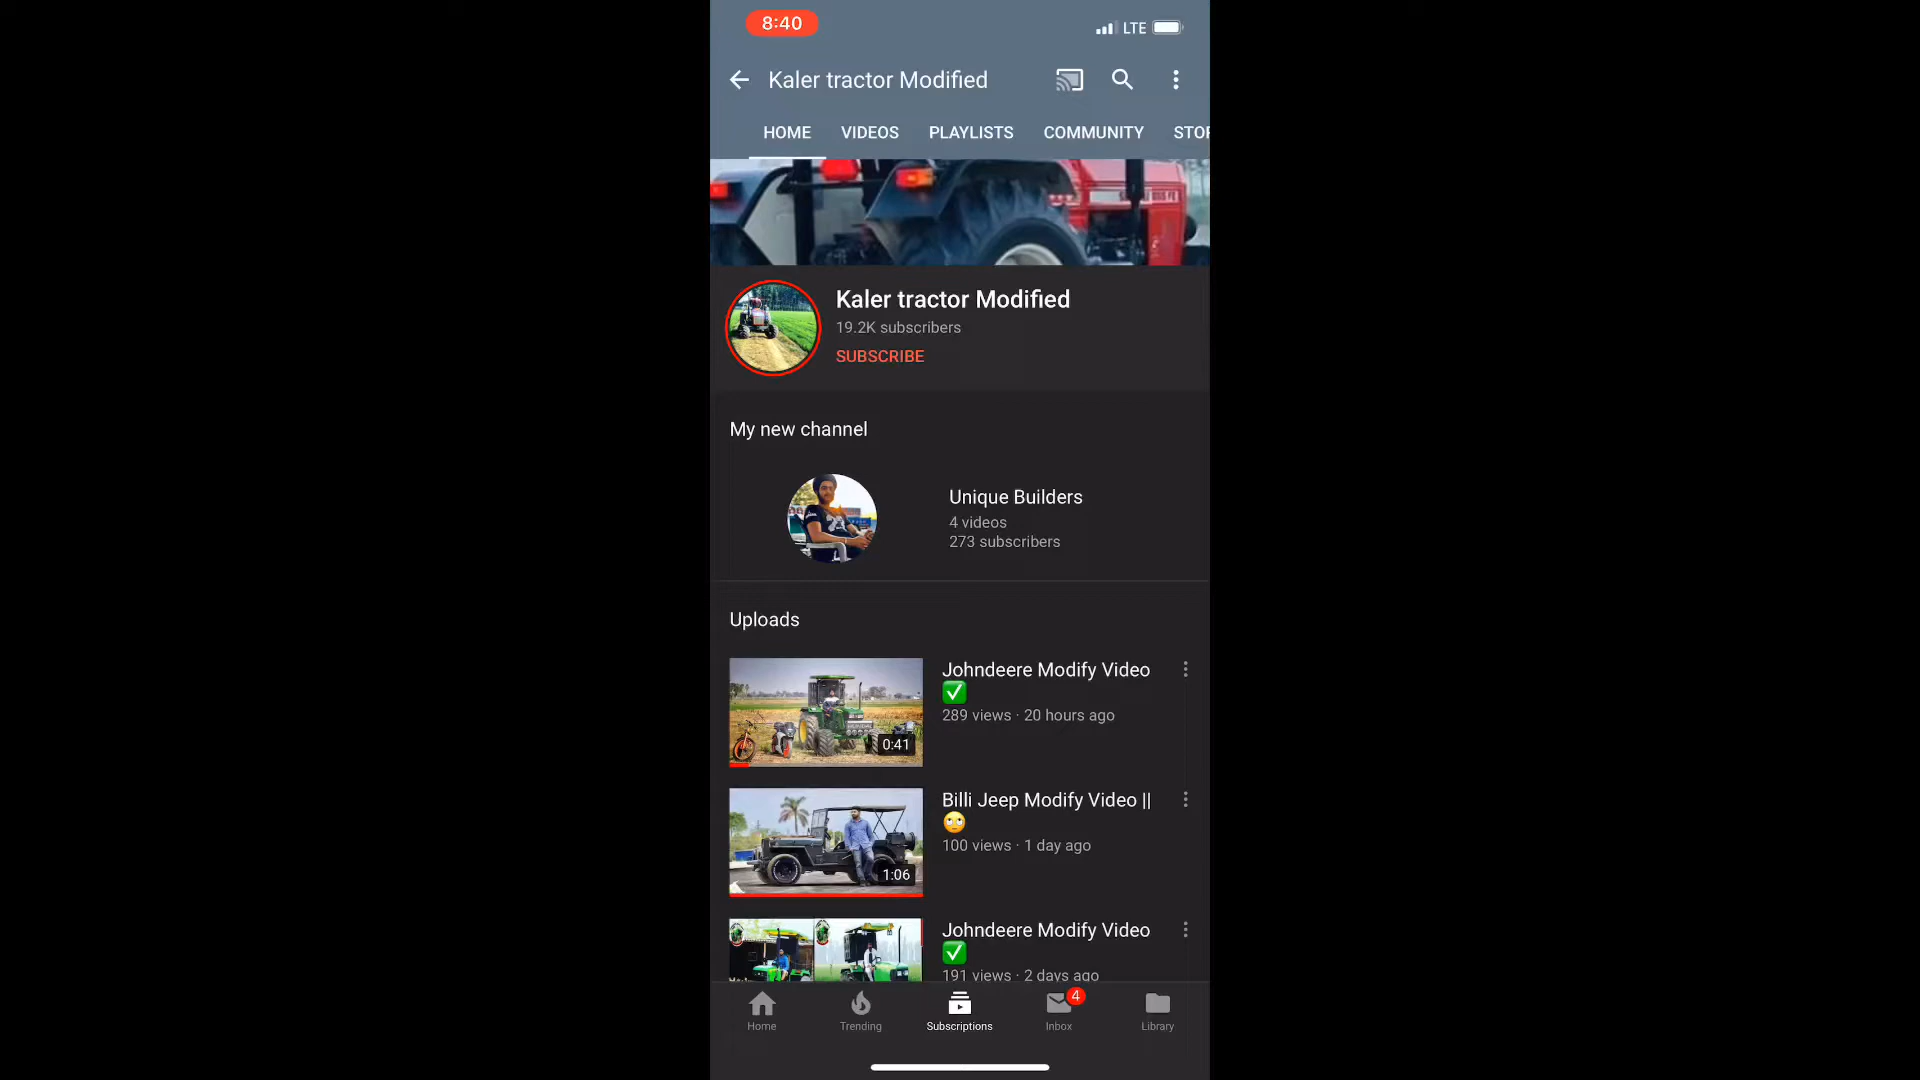 8:40
LTE
Kaler tractor Modified
HOME VIDEOS PLAYLISTS COMMUNITY STOR
Kaler tractor Modified
19.2K subscribers
SUBSCRIBE
My new channel
Unique Builders
4 videos
273 subscribers
Uploads
Johndeere Modify Video
✅
289 views · 20 hours ago
0:41
Billi Jeep Modify Video ||
🙄
100 views · 1 day ago
1:06
Johndeere Modify Video
✅
191 views · 2 days ago
4
Home Trending Subscriptions Inbox Library